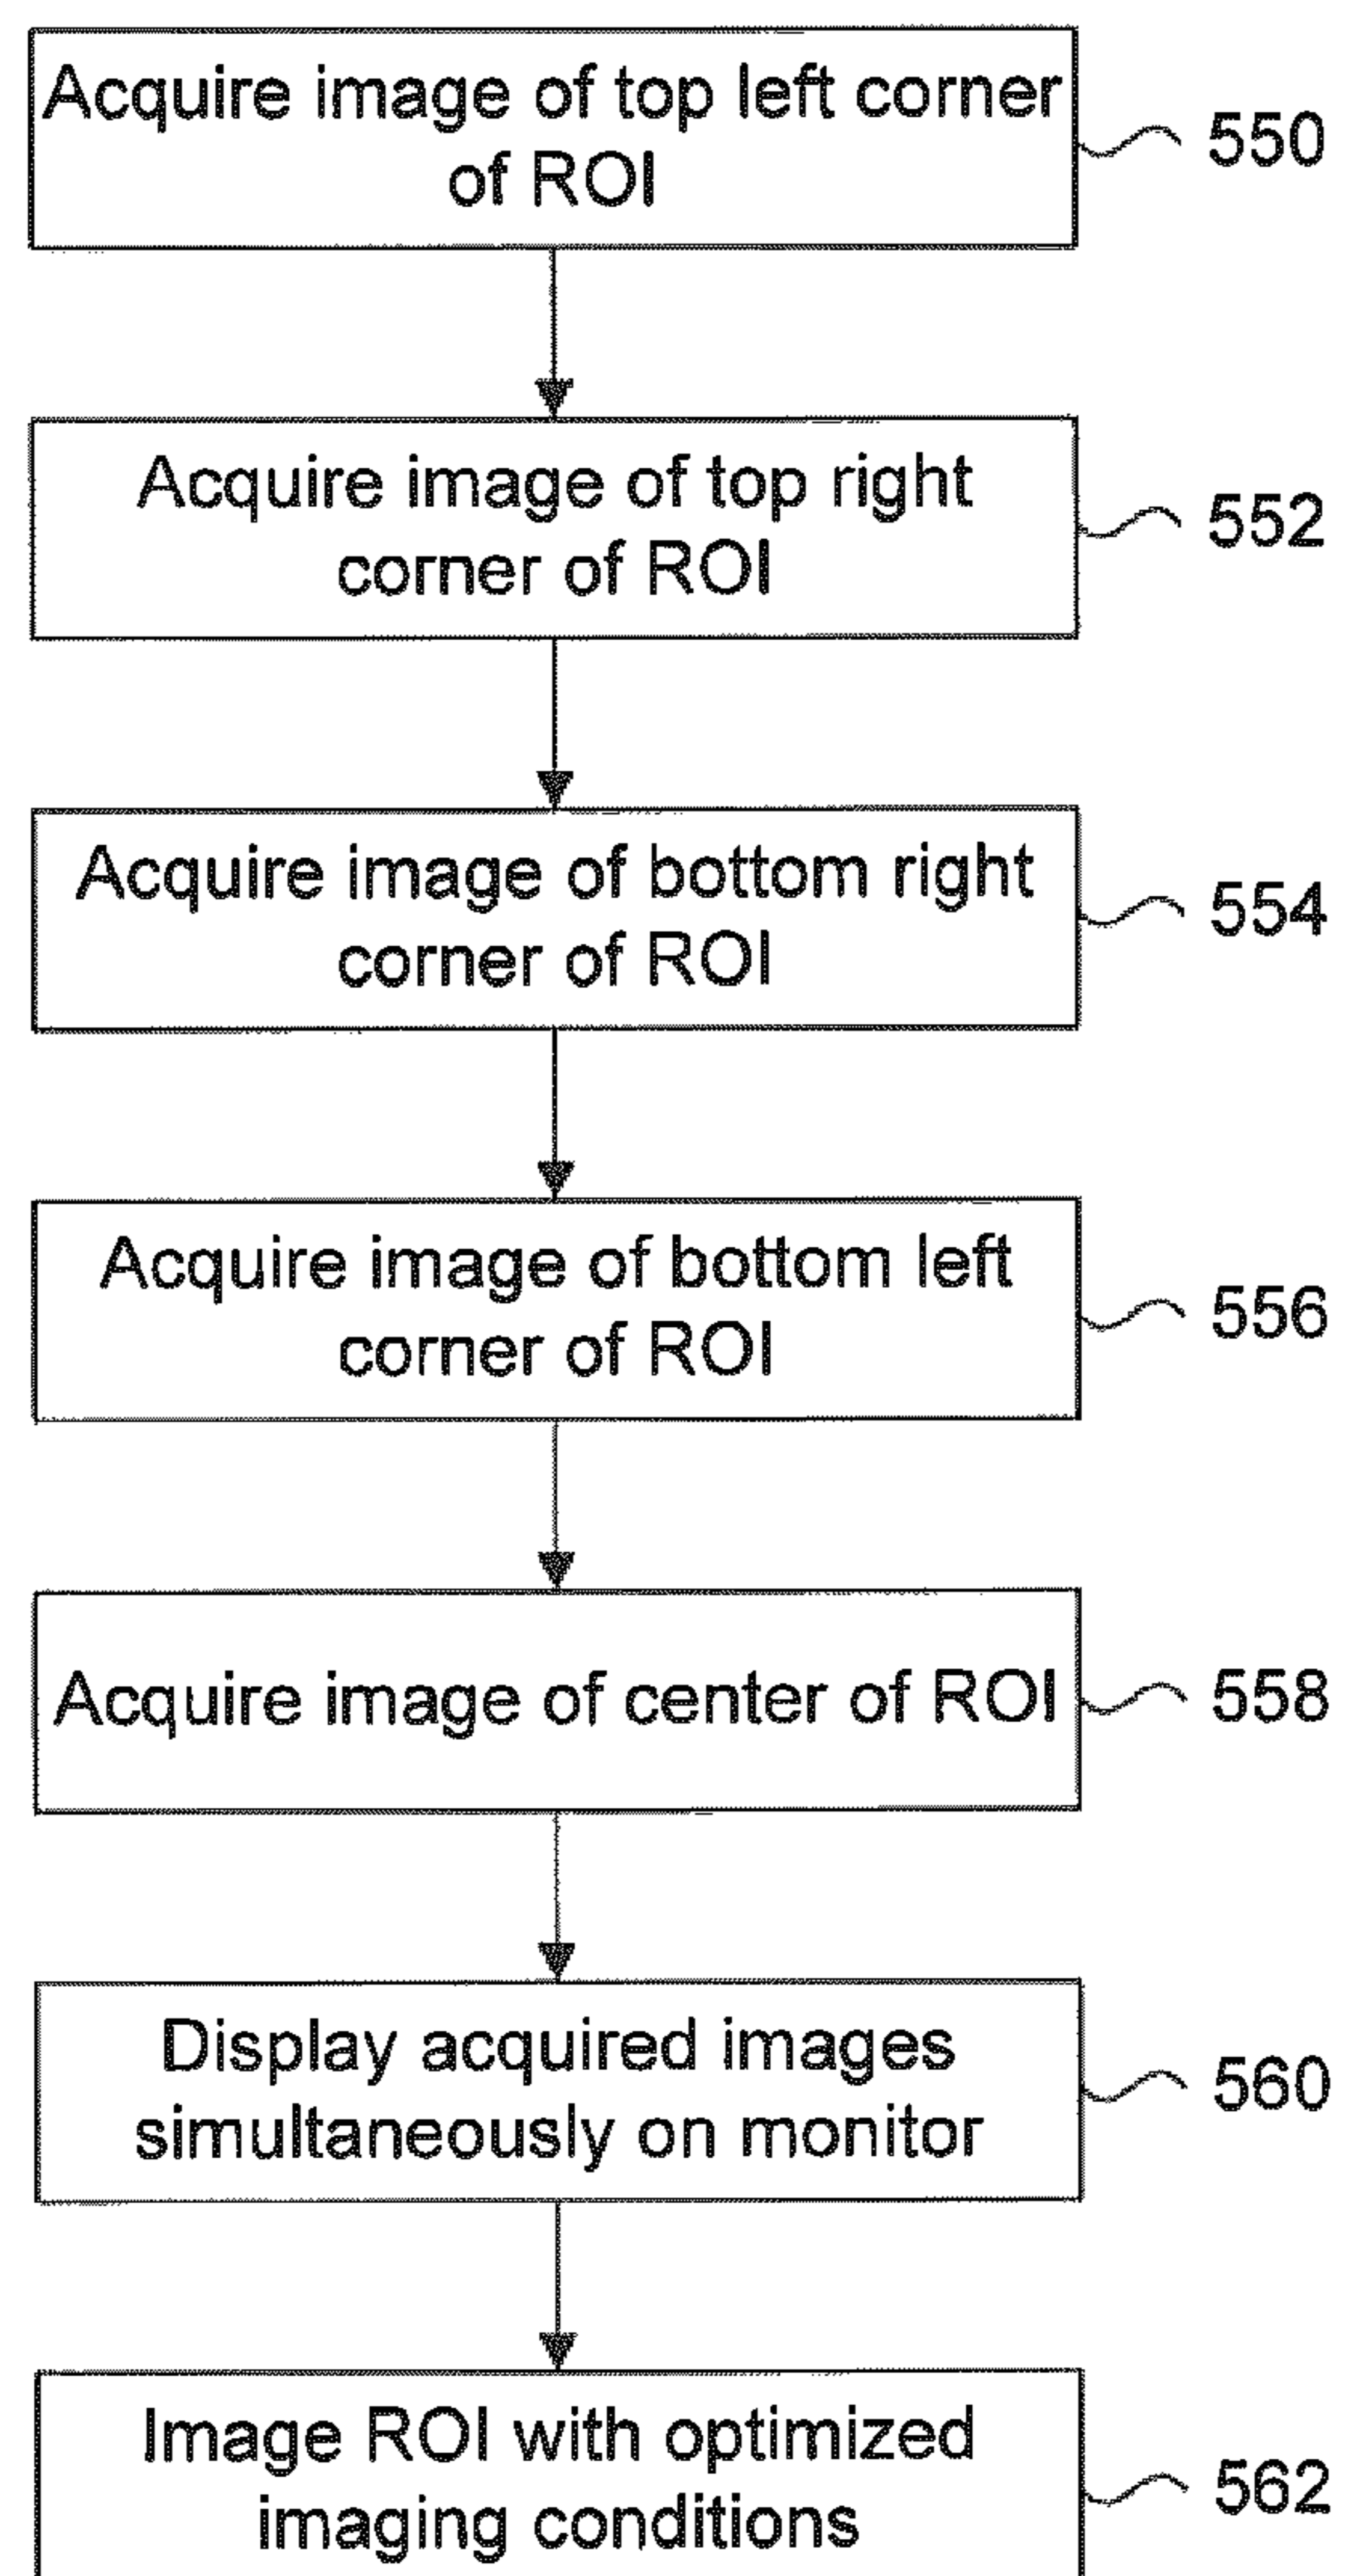 Acquire image of top left corner
of ROI
550
Acquire image of top right
corner of ROI
552
Acquire image of bottom right
corner of ROI
554
Acquire image of bottom left
corner of ROI
556
Acquire image of center of ROI
558
Display acquired images
simultaneously on monitor
560
Image ROI with optimized
imaging conditions
562